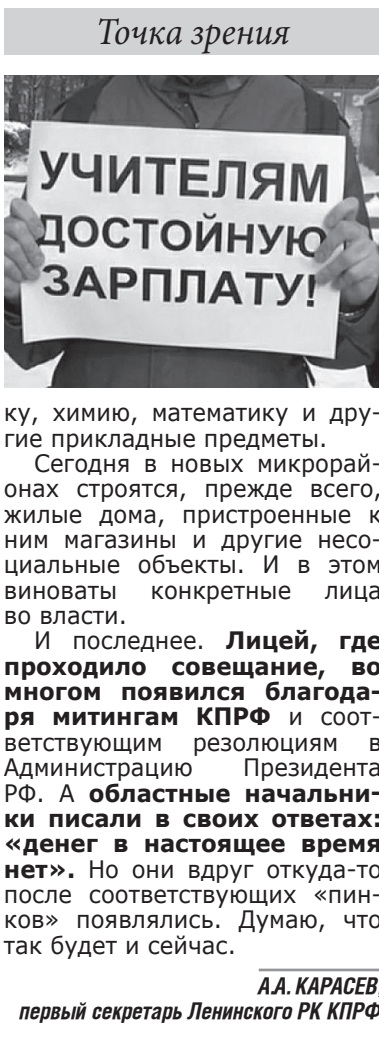 Точка зрения
УЧИТЕЛЯМ
ДОСТОЙНУЮ
ЗАРПЛАТУ!
ку, химию, математику и дру-
гие прикладные предметы.
Сегодня в новых микрорай-
онах строятся, прежде всего,
жилые дома, пристроенные к
ним магазины и другие несо-
циальные объекты. И в этом
виноваты конкретные лица
во власти.
И последнее. Лицей, где
проходило совещание, во
многом появился благода-
ря митингам КПРФ и соот-
ветствующим резолюциям в
Администрацию Президента
РФ. А областные начальни-
ки писали в своих ответах:
«денег в настоящее время
нет». Но они вдруг откуда-то
после соответствующих «пин-
ков» появлялись. Думаю, что
так будет и сейчас.
А.А. КАРАСЕВ,
первый секретарь Ленинского РК КПРФ